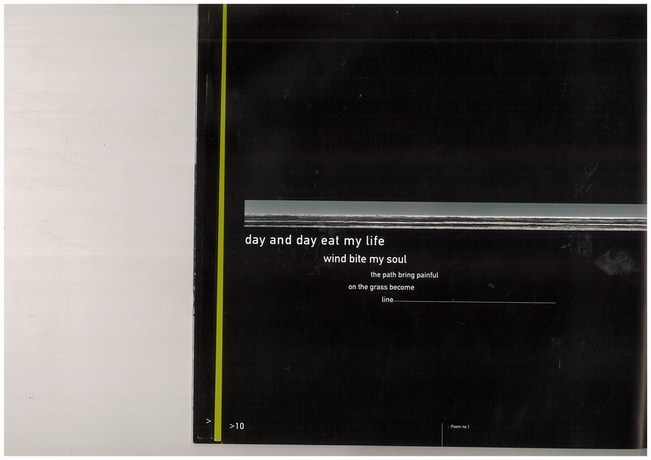 day and day eat my life
wind bite my soul
the path bring painful
on the grass become
line
>
>10
Poem no 1